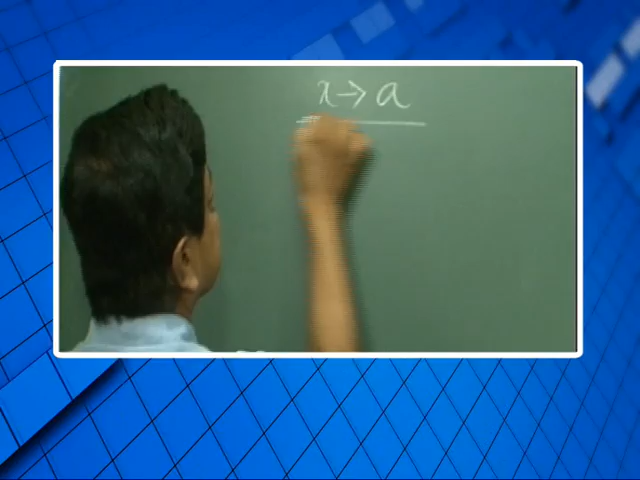 x → a